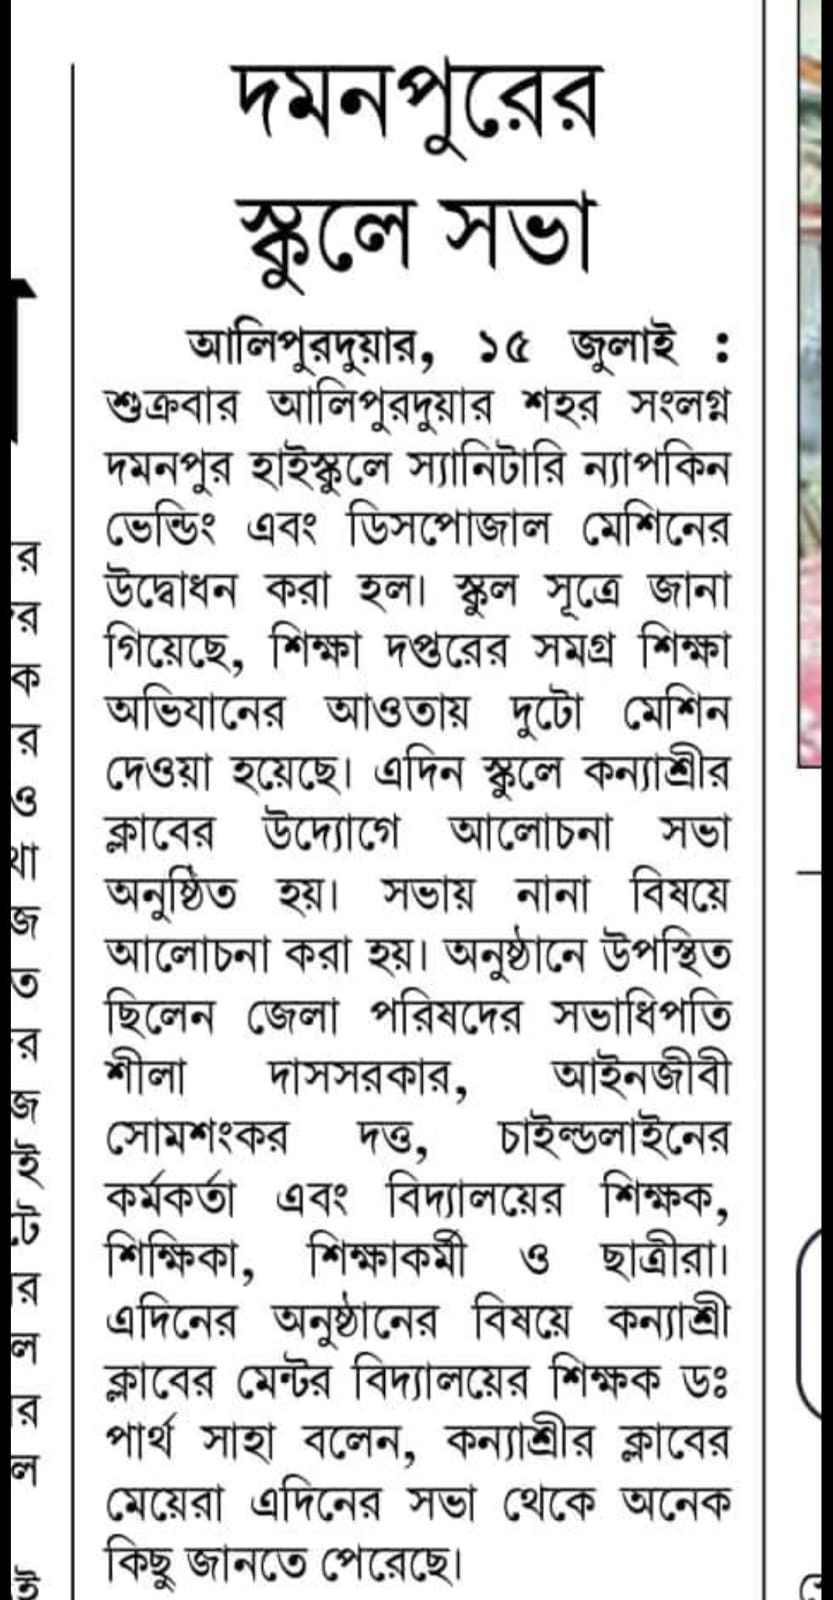 দমনপুরের
স্কুলে সভা
আলিপুরদুয়ার, ১৫ জুলাই :
শুক্রবার আলিপুরদুয়ার শহর সংলগ্ন
দমনপুর হাইস্কুলে স্যানিটারি ন্যাপকিন
ভেন্ডিং এবং ডিসপোজাল মেশিনের
উদ্বোধন করা হল। স্কুল সূত্রে জানা
গিয়েছে, শিক্ষা দপ্তরের সমগ্র শিক্ষা
অভিযানের আওতায় দুটো মেশিন
দেওয়া হয়েছে। এদিন স্কুলে কন্যাশ্রীর
ক্লাবের উদ্যোগে আলোচনা সভা
অনুষ্ঠিত হয়। সভায় নানা বিষয়ে
আলোচনা করা হয়। অনুষ্ঠানে উপস্থিত
ছিলেন জেলা পরিষদের সভাধিপতি
শীলা দাসসরকার, আইনজীবী
সোমশংকর দত্ত, চাইল্ডলাইনের
কর্মকর্তা এবং বিদ্যালয়ের শিক্ষক,
শিক্ষিকা, শিক্ষাকর্মী ও ছাত্রীরা।
এদিনের অনুষ্ঠানের বিষয়ে কন্যাশ্রী
ক্লাবের মেন্টর বিদ্যালয়ের শিক্ষক ডঃ
পার্থ সাহা বলেন, কন্যাশ্রীর ক্লাবের
মেয়েরা এদিনের সভা থেকে অনেক
কিছু জানতে পেরেছে।